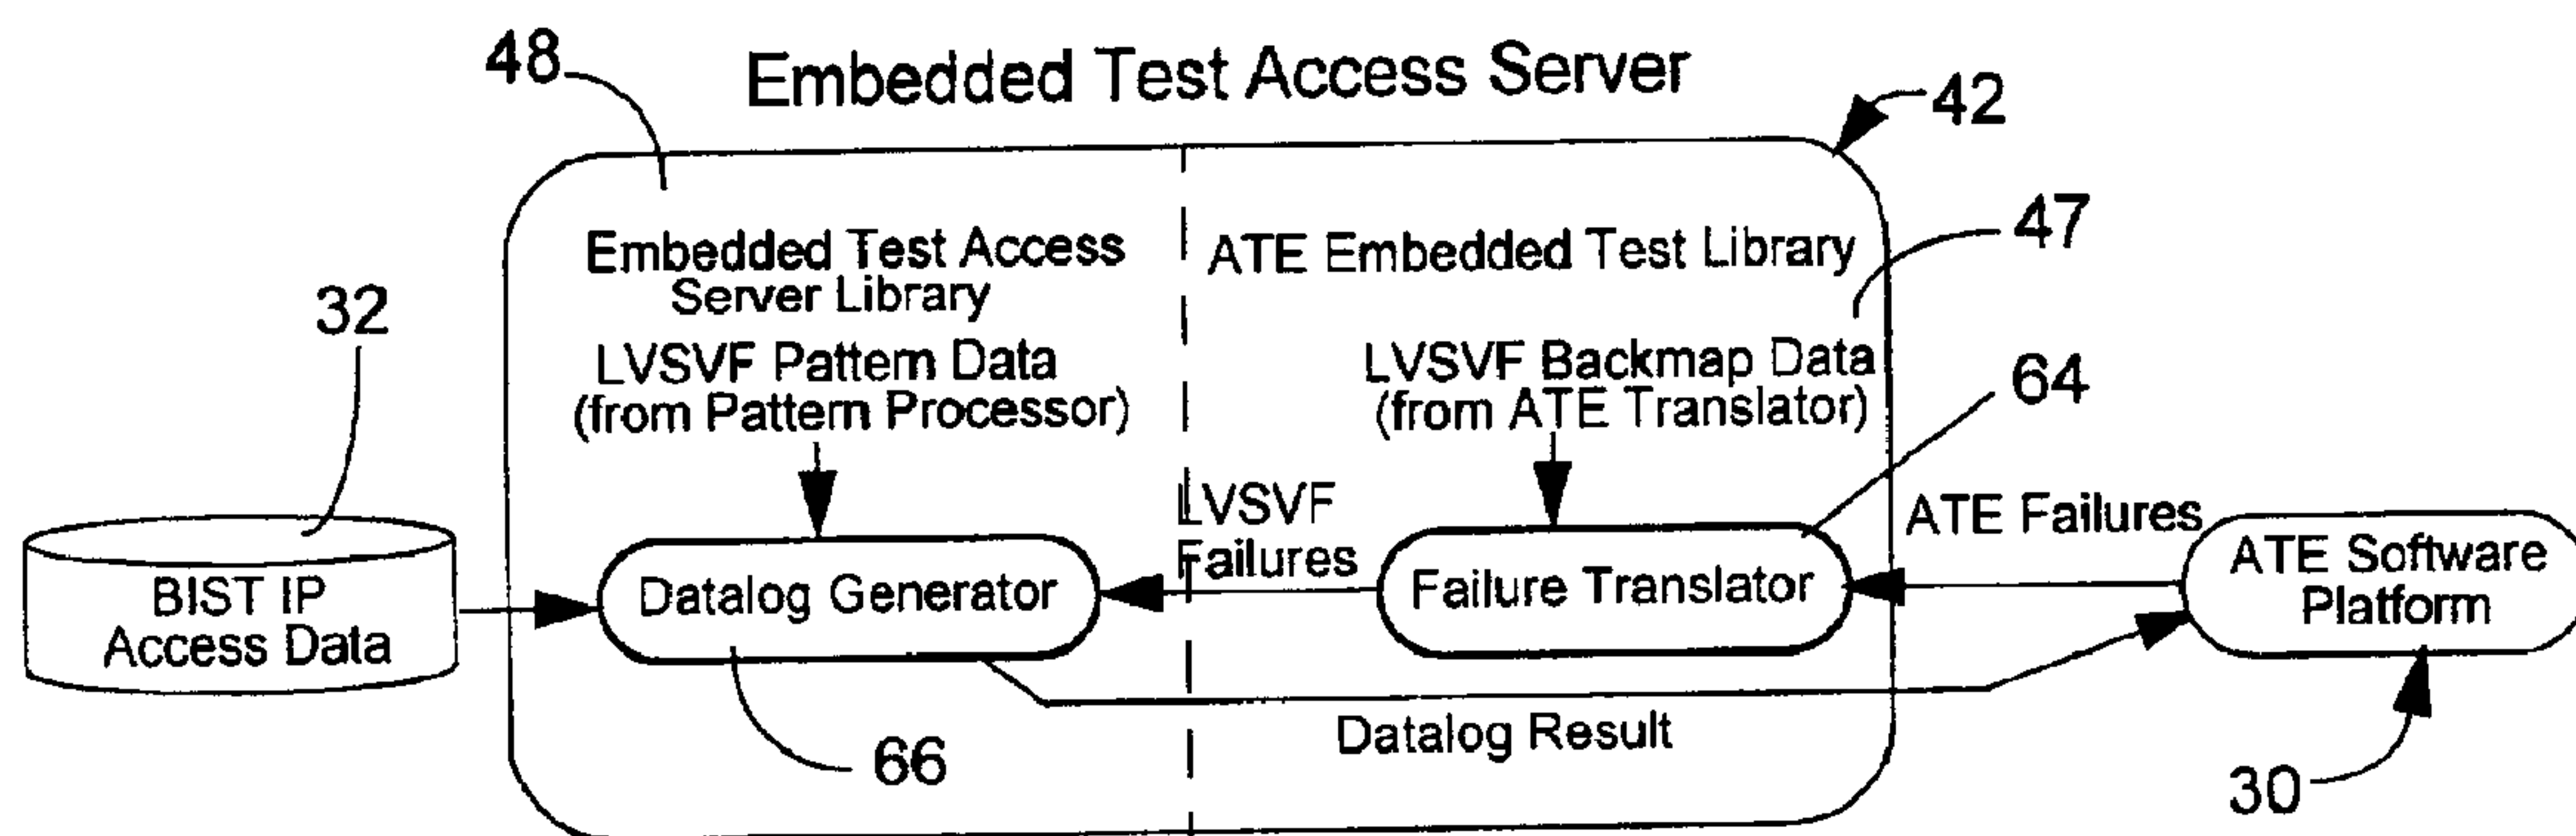 48
Embedded Test Access Server
42
47
Embedded Test Access
Server Library
ATE Embedded Test Library
32
LVSVF Pattern Data
(from Pattern Processor)
LVSVF Backmap Data
(from ATE Translator)
64
LVSVF
Failures
ATE Failures
BIST IP
Access Data
Datalog Generator
Failure Translator
ATE Software
Platform
Datalog Result
66
30